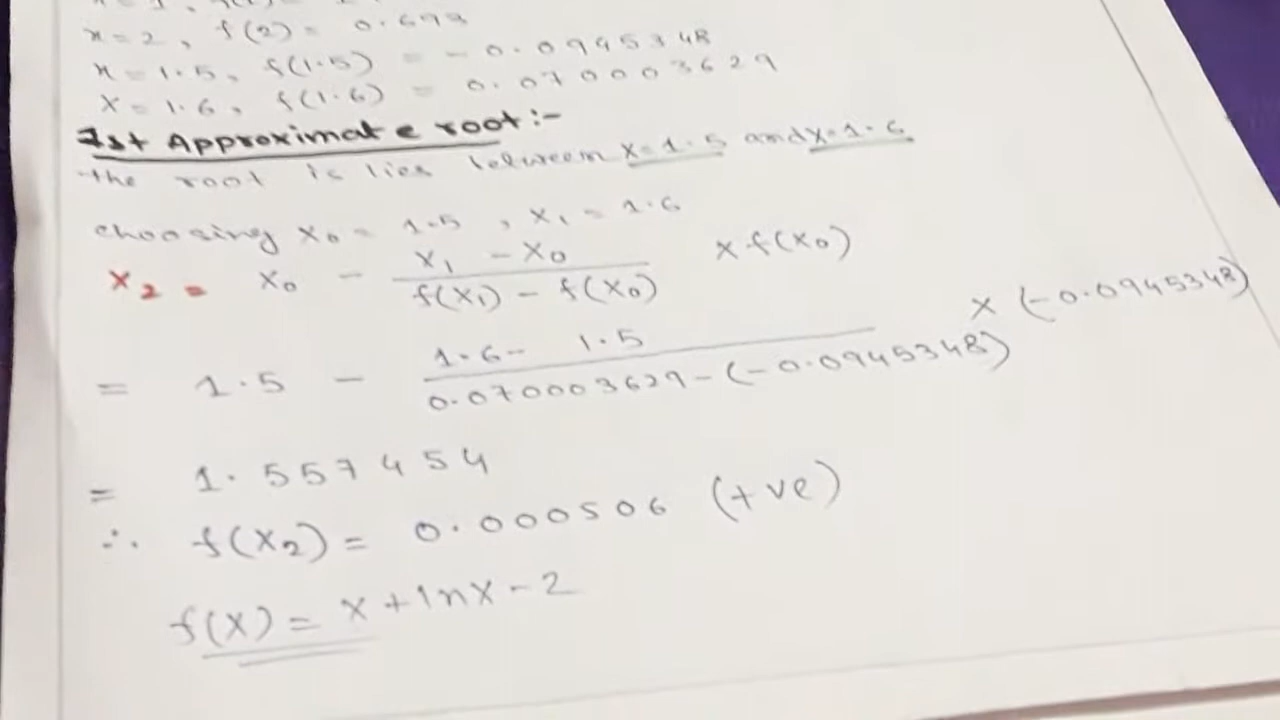 x=2, f(2) = 0.693
x=1.5, f(1.5) = -0.0945348
x=1.6, f(1.6) = 0.070003629
1st Approximate root:-
the root is lies between x=1.5 and x=1.6
choosing x₀ = 1.5, x₁ = 1.6
x₂ = x₀ - (x₁ - x₀) / (f(x₁) - f(x₀)) × f(x₀)
= 1.5 - (1.6 - 1.5) / (0.070003629 - (-0.0945348)) × (-0.0945348)
= 1.557454
∴ f(x₂) = 0.000506 (+ve)
f(x) = x + lnx - 2